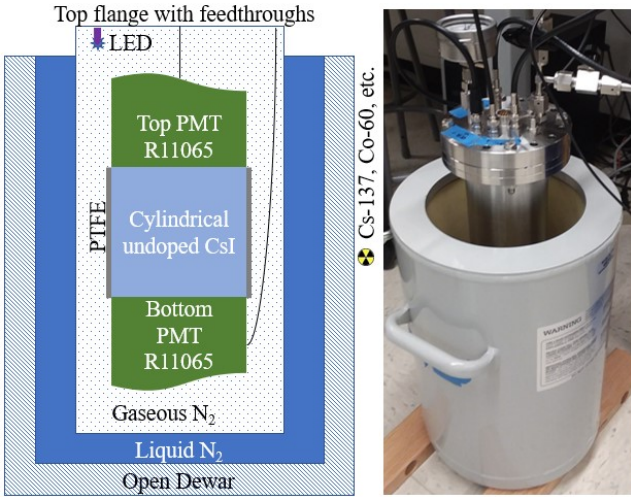 Top flange with feedthroughs
LED
Top PMT
R11065
PTFE
Cylindrical
undoped CsI
Bottom
PMT
R11065
Gaseous N₂
Liquid N₂
Open Dewar
Cs-137, Co-60, etc.
WARNING